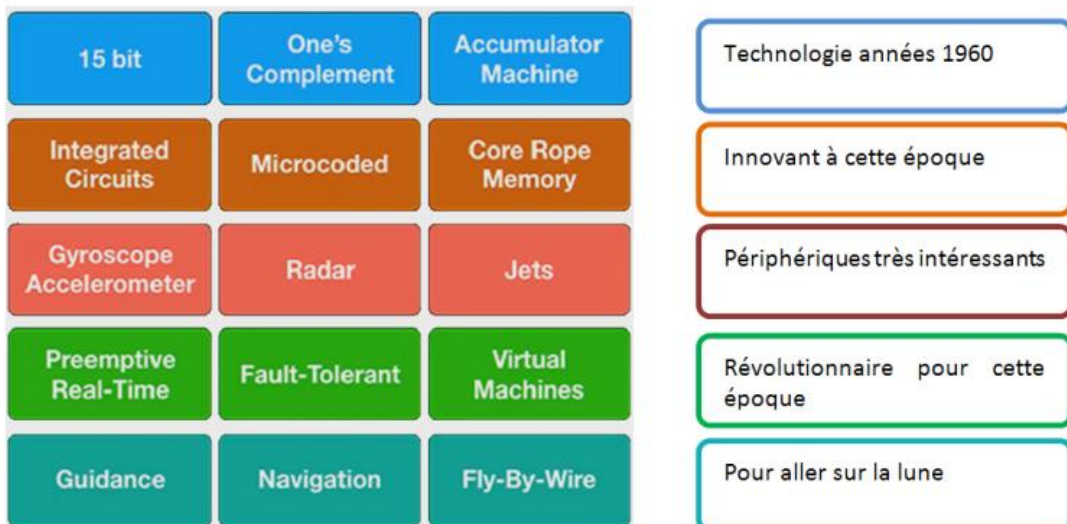 15 bit
One's
Complement
Accumulator
Machine
Technologie années 1960
Integrated
Circuits
Microcoded
Core Rope
Memory
Innovant à cette époque
Gyroscope
Accelerometer
Radar
Jets
Périphériques très intéressants
Preemptive
Real-Time
Fault-Tolerant
Virtual
Machines
Révolutionnaire pour cette
époque
Guidance
Navigation
Fly-By-Wire
Pour aller sur la lune